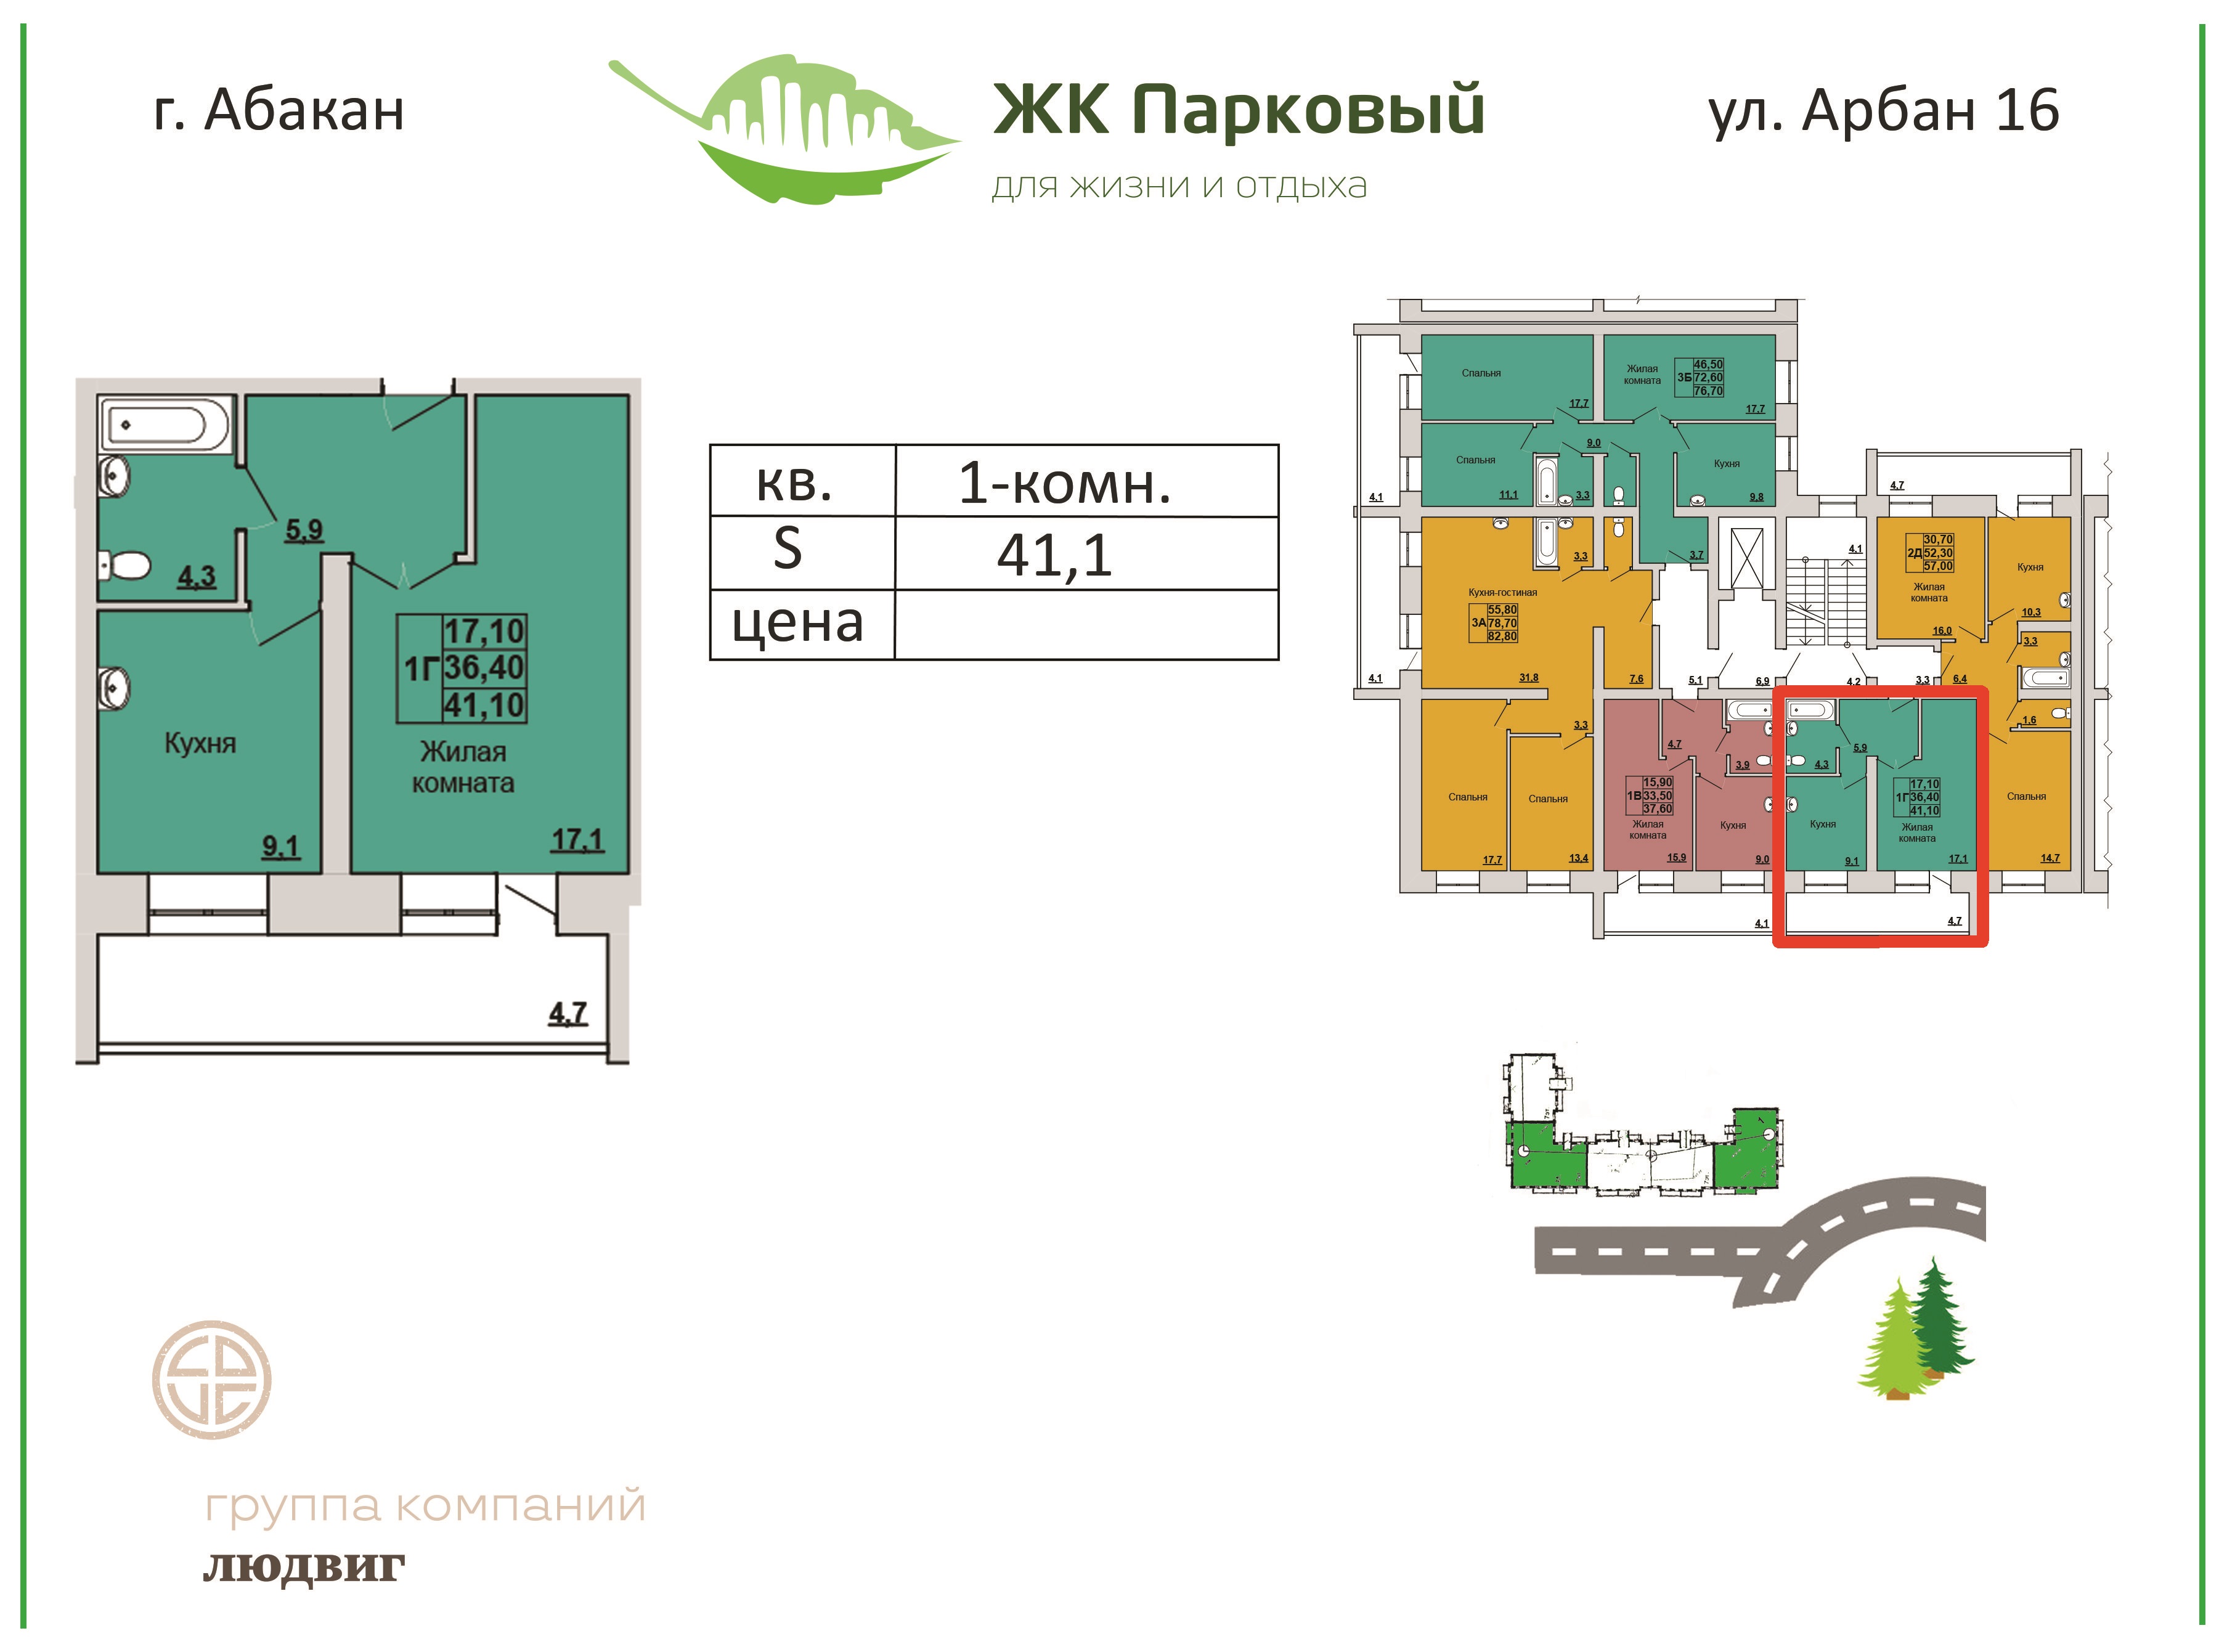 г. Абакан
ЖК Парковый
для жизни и отдыха
ул. Арбан 16
5,9
4,3
17,10
1Г 36,40
41,10
Кухня
Жилая
комната
9,1
17,1
4,7
кв. 1-комн.
S 41,1
цена
Спальня
17,7
Жилая
комната
46,50
3Б 72,60
76,70
17,7
Спальня
11,1
9,0
3,3
Кухня
9,8
4,1
3,7
Кухня-гостиная
55,80
3А 78,70
82,80
3,3
31,8
7,6
4,1
5,1
6,9
4,1
4,2
3,3
4,7
30,70
2Д 52,30
57,00
Жилая
комната
16,0
Кухня
10,3
3,3
6,4
1,6
Спальня
14,7
3,3
Спальня
17,7
Спальня
13,4
4,7
3,9
15,90
1В 33,50
37,60
Жилая
комната
15,9
Кухня
9,0
4,1
5,9
4,3
17,10
1Г 36,40
41,10
Кухня
9,1
Жилая
комната
17,1
4,7
группа компаний
людвиг